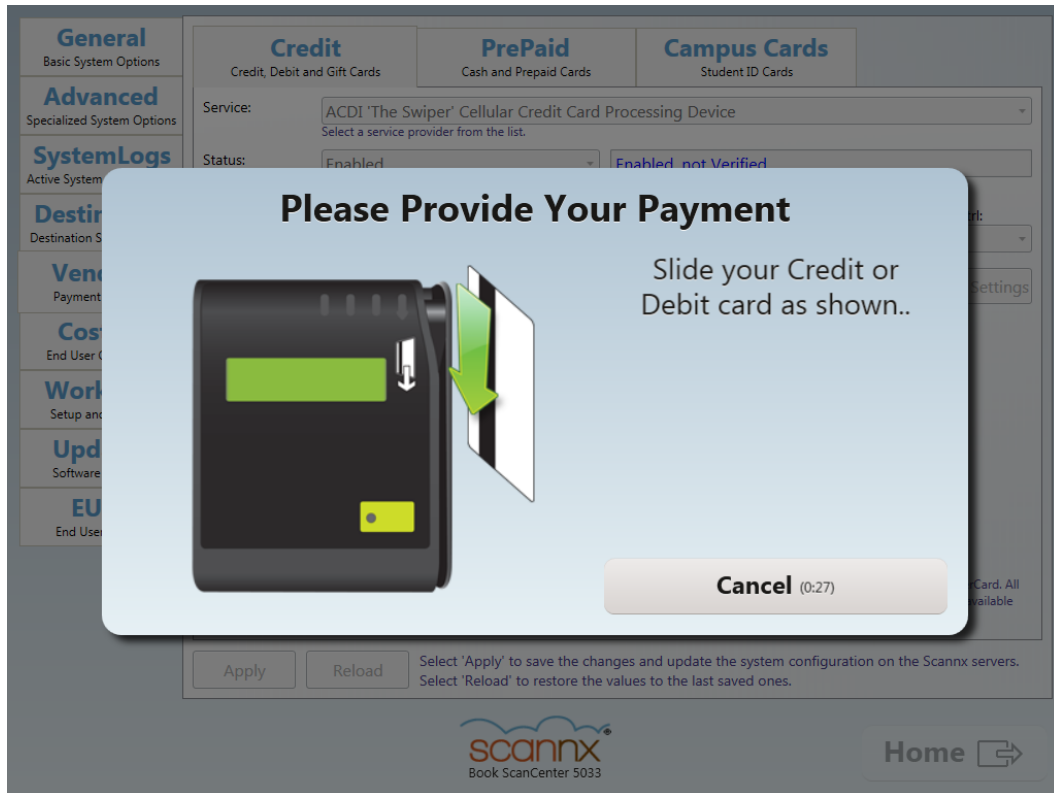 General
Basic System Options
Advanced
Specialized System Options
SystemLogs
Active System
Destin
Destination S
Vend
Payment
Cos
End User
Work
Setup and
Upd
Software
EU
End User
Credit
Credit, Debit and Gift Cards
PrePaid
Cash and Prepaid Cards
Campus Cards
Student ID Cards
Service:
ACDI 'The Swiper' Cellular Credit Card Processing Device
Select a service provider from the list.
Status:
Enabled
Enabled, not Verified
Please Provide Your Payment
Slide your Credit or
Debit card as shown..
Cancel (0:27)
trl:
Settings
rCard. All
available
Apply
Reload
Select 'Apply' to save the changes and update the system configuration on the Scannx servers.
Select 'Reload' to restore the values to the last saved ones.
scannx
Book ScanCenter 5033
Home